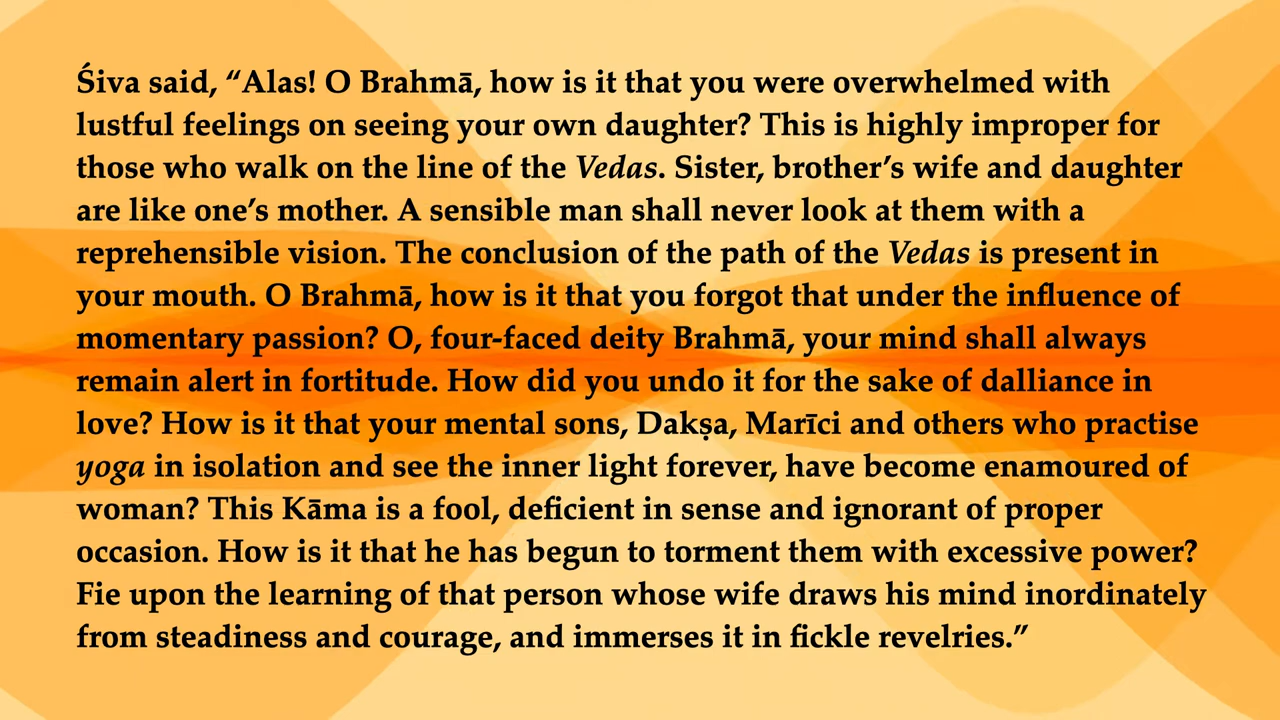 Śiva said, “Alas! O Brahmā, how is it that you were overwhelmed with
lustful feelings on seeing your own daughter? This is highly improper for
those who walk on the line of the Vedas. Sister, brother’s wife and daughter
are like one’s mother. A sensible man shall never look at them with a
reprehensible vision. The conclusion of the path of the Vedas is present in
your mouth. O Brahmā, how is it that you forgot that under the influence of
momentary passion? O, four-faced deity Brahmā, your mind shall always
remain alert in fortitude. How did you undo it for the sake of dalliance in
love? How is it that your mental sons, Dakṣa, Marīci and others who practise
yoga in isolation and see the inner light forever, have become enamoured of
woman? This Kāma is a fool, deficient in sense and ignorant of proper
occasion. How is it that he has begun to torment them with excessive power?
Fie upon the learning of that person whose wife draws his mind inordinately
from steadiness and courage, and immerses it in fickle revelries.”